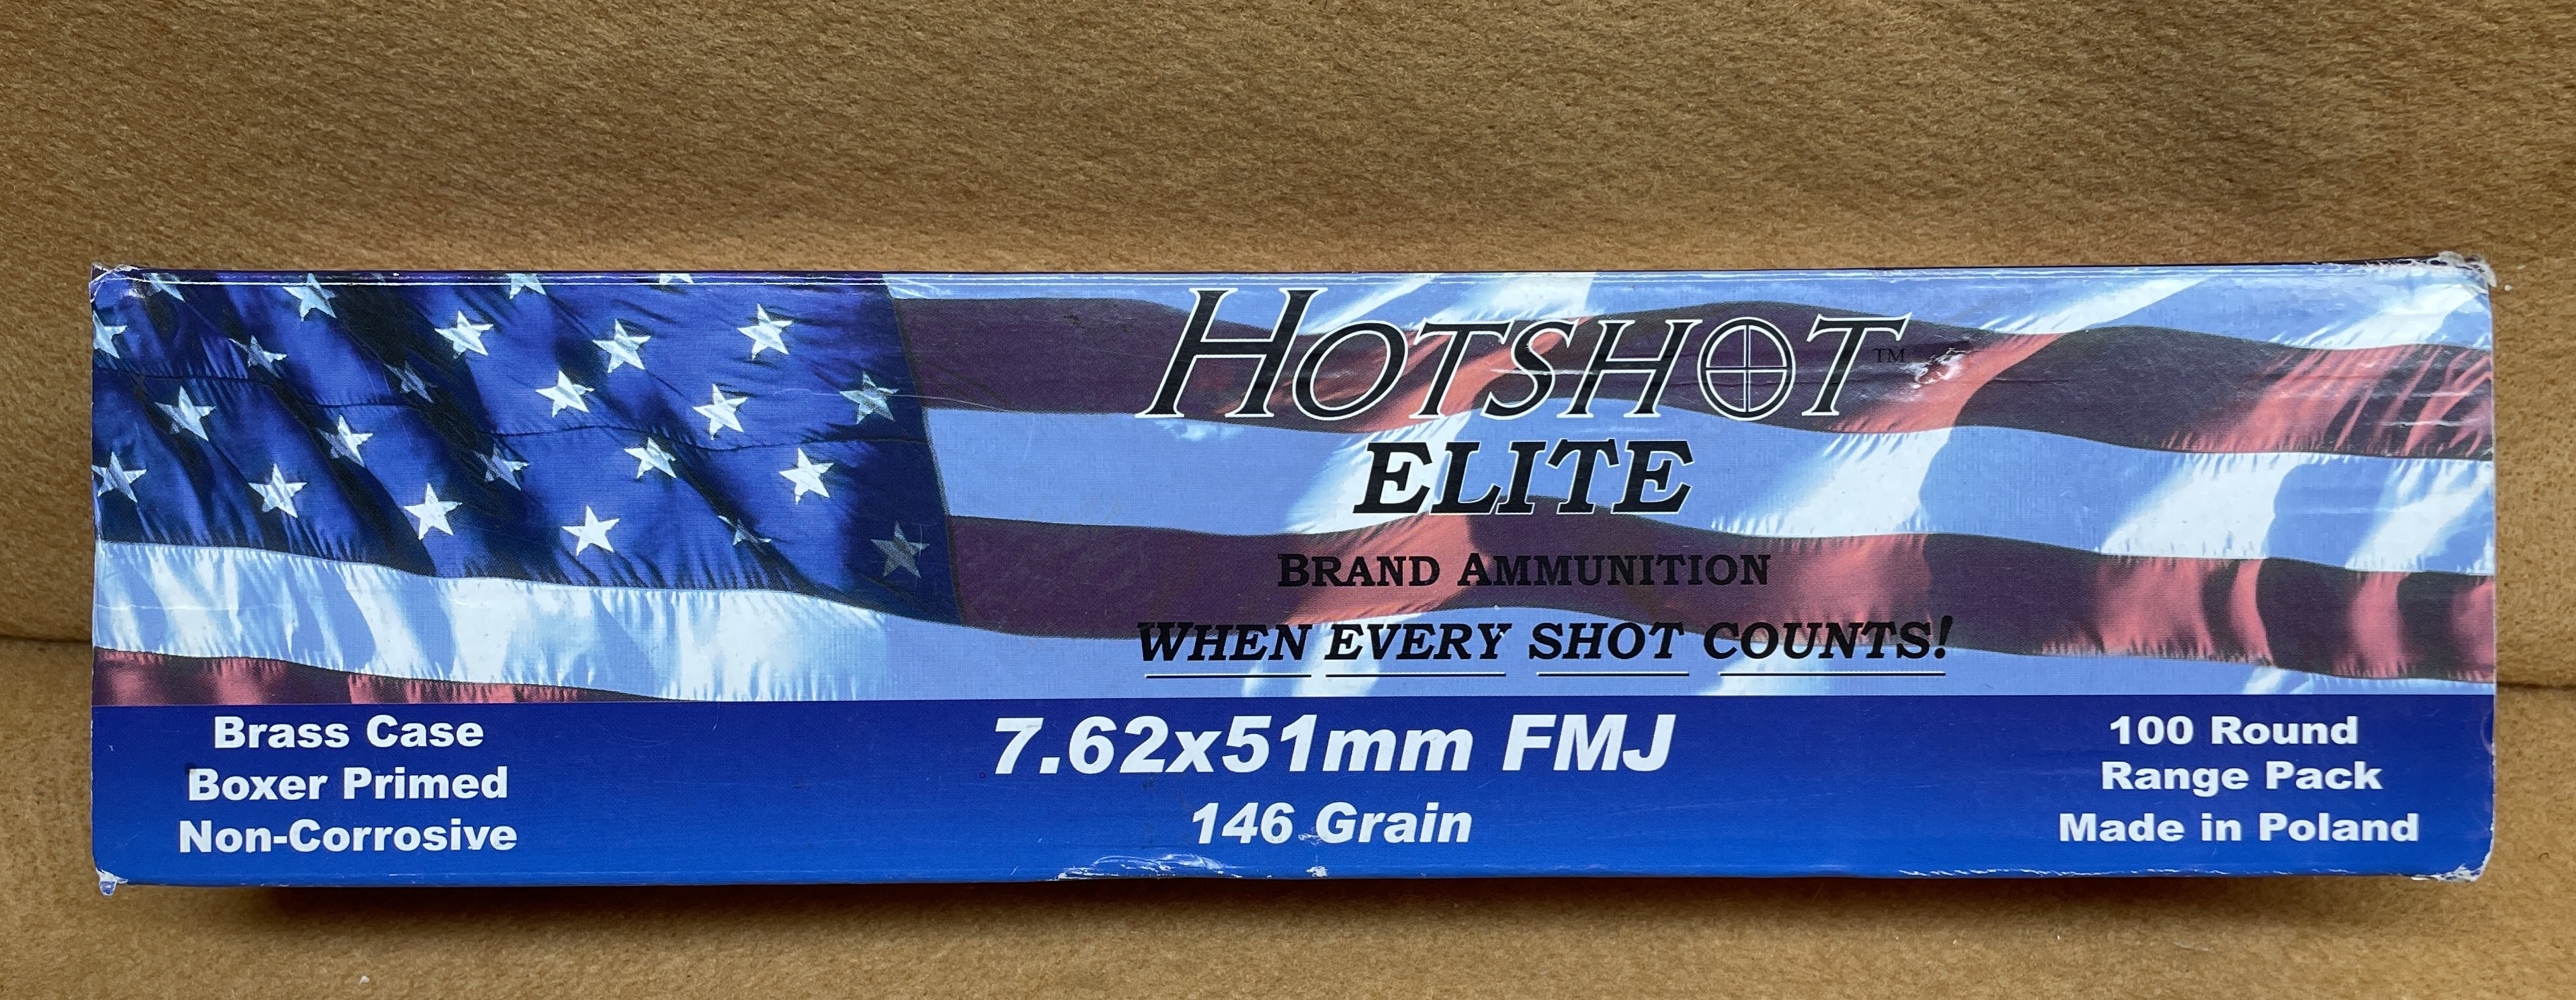 HOTSHOT™
ELITE
BRAND AMMUNITION
WHEN EVERY SHOT COUNTS!
Brass Case
Boxer Primed
Non-Corrosive
7.62x51mm FMJ
146 Grain
100 Round
Range Pack
Made in Poland